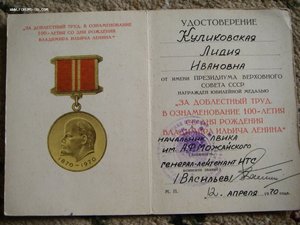 "ЗА ДОБЛЕСТНЫЙ ТРУД.
В ОЗНАМЕНОВАНИЕ
100-ЛЕТИЯ СО ДНЯ РОЖДЕНИЯ
ВЛАДИМИРА ИЛЬИЧА ЛЕНИНА"
1870-1970
УДОСТОВЕРЕНИЕ
Куликовская
Лидия
Ивановна
ОТ ИМЕНИ ПРЕЗИДИУМА ВЕРХОВНОГО
СОВЕТА СССР
НАГРАЖДЕН ЮБИЛЕЙНОЙ МЕДАЛЬЮ
"ЗА ДОБЛЕСТНЫЙ ТРУД.
В ОЗНАМЕНОВАНИЕ 100-ЛЕТИЯ
СО ДНЯ РОЖДЕНИЯ
ВЛАДИМИРА ИЛЬИЧА ЛЕНИНА"
начальник ЛВИКА
им. А.Ф.Можайского
генерал-лейтенант ИТС
(Васильев)
М. П. 12 АПРЕЛЯ 1970 г.